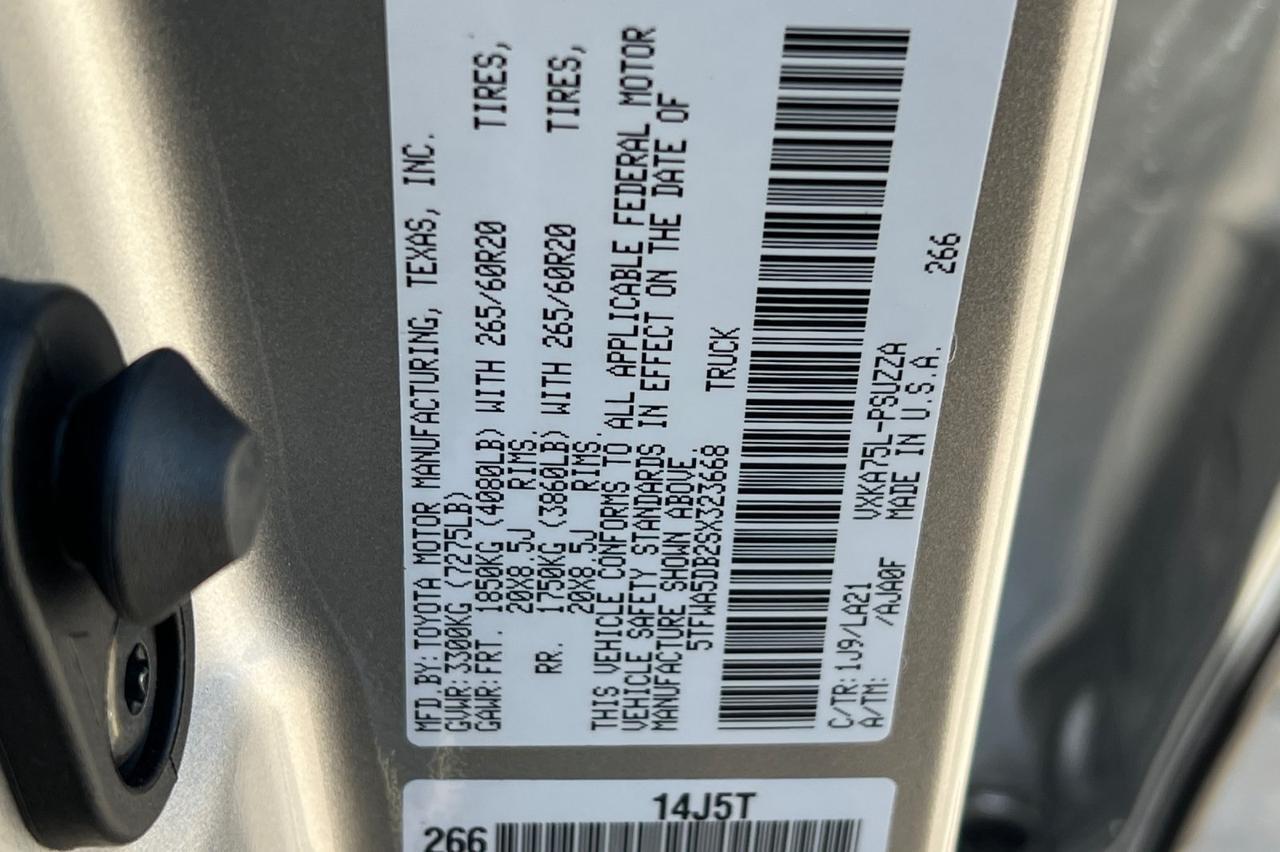 MFD.BY:TOYOTA MOTOR MANUFACTURING, TEXAS, INC.
GVWR:3300KG (7275LB)
GAWR:FRT. 1850KG (4080LB) WITH 265/60R20 TIRES,
20X8.5J RIMS.
RR. 1750KG (3860LB) WITH 265/60R20 TIRES,
20X8.5J RIMS.
THIS VEHICLE CONFORMS TO ALL APPLICABLE FEDERAL MOTOR
VEHICLE SAFETY STANDARDS IN EFFECT ON THE DATE OF
MANUFACTURE SHOWN ABOVE.
5TFWA5DB2SX323668 TRUCK
C/TR:1J9/LA21 VXKA75L-PSUZZA
A/TM: /AJA0F MADE IN U.S.A. 266
14J5T
266